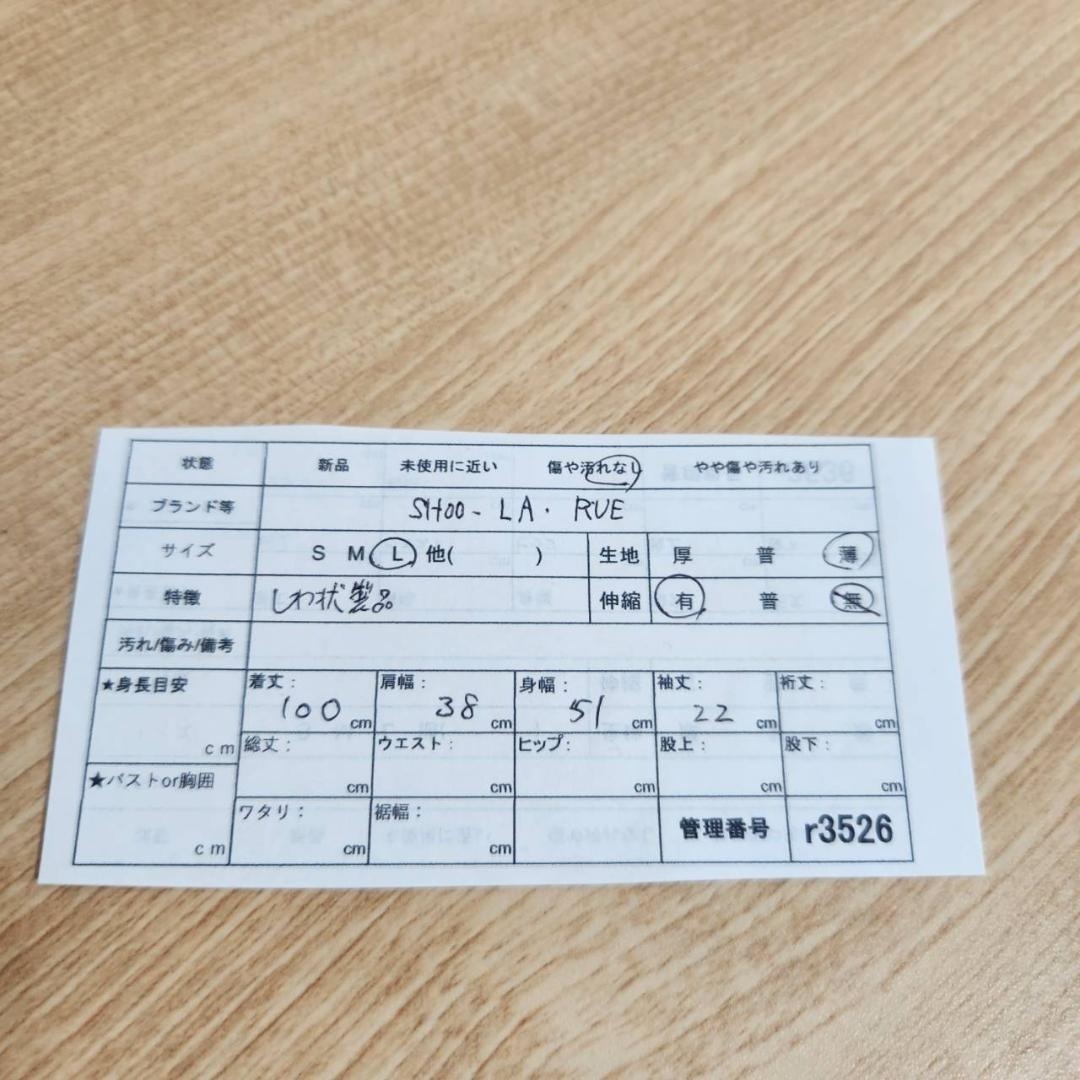 状態 新品 未使用に近い 傷や汚れなし やや傷や汚れあり
ブランド等 SHOO-LA・RUE
サイズ S M L 他( ) 生地 厚 普 薄
特徴 しわ状製品 伸縮 有 普 無
汚れ/傷み/備考
★身長目安 cm 着丈: 100 cm 肩幅: 38 cm 身幅: 51 cm 袖丈: 22 cm 裄丈: cm
総丈: cm ウエスト: cm ヒップ: cm 股上: cm 股下: cm
★バストor胸囲 cm
ワタリ: cm 裾幅: cm 管理番号 r3526